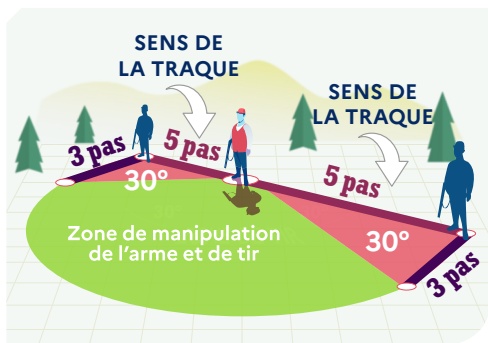 SENS DE
LA TRAQUE
SENS DE
LA TRAQUE
3 pas
5 pas
30°
5 pas
30°
3 pas
Zone de manipulation
de l'arme et de tir